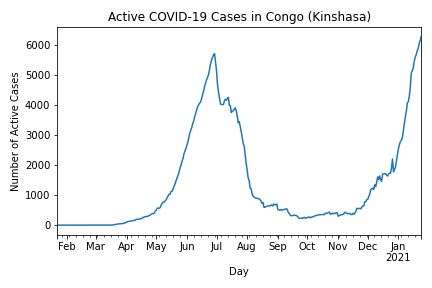 Active COVID-19 Cases in Congo (Kinshasa)
Number of Active Cases
6000
5000
4000
3000
2000
1000
0
Feb Mar Apr May Jun Jul Aug Sep Oct Nov Dec Jan
2021
Day